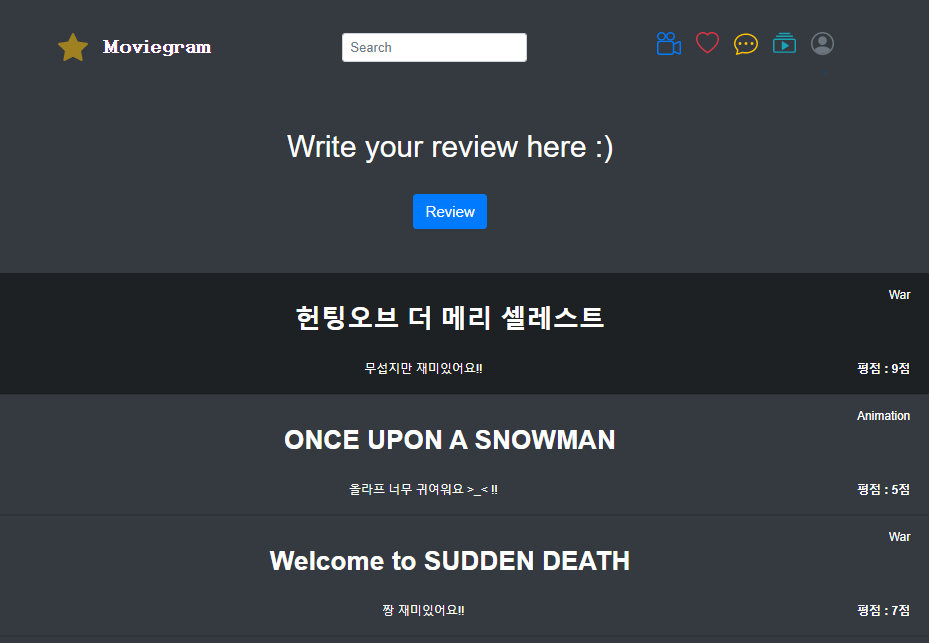 Moviegram
Search
Write your review here :)
Review
War
헌팅오브 더 메리 셀레스트
무섭지만 재미있어요!!
평점 : 9점
Animation
ONCE UPON A SNOWMAN
올라프 너무 귀여워요 >_< !!
평점 : 5점
War
Welcome to SUDDEN DEATH
짱 재미있어요!!
평점 : 7점